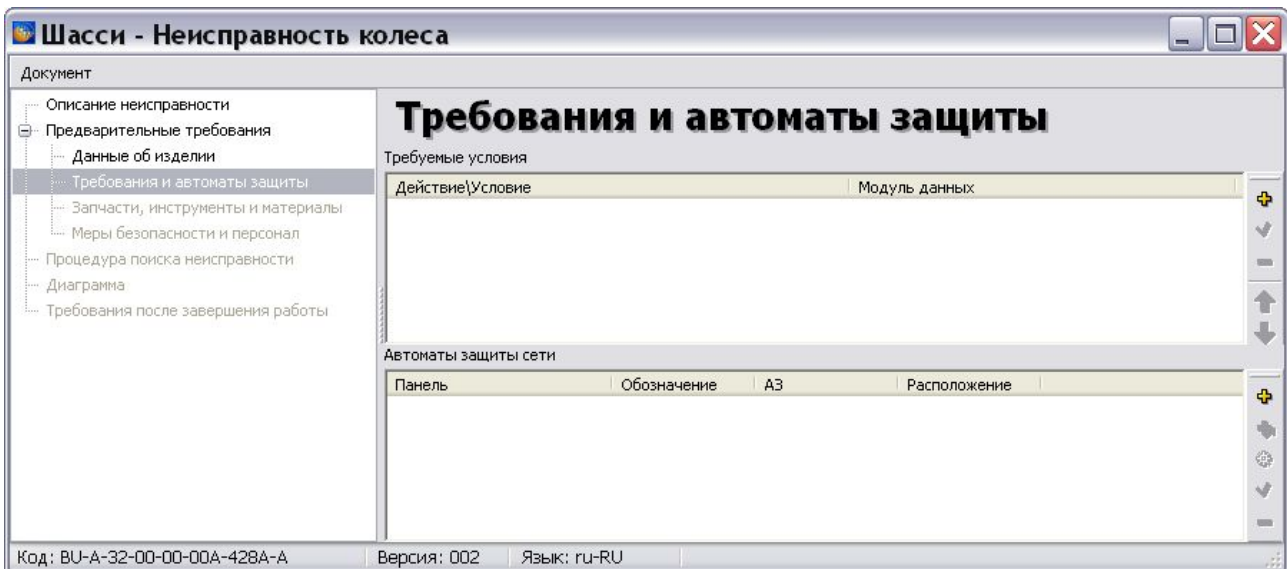 Шасси - Неисправность колеса
Документ
Описание неисправности
Предварительные требования
Данные об изделии
Требования и автоматы защиты
Запчасти, инструменты и материалы
Меры безопасности и персонал
Процедура поиска неисправности
Диаграмма
Требования после завершения работы
Требования и автоматы защиты
Требуемые условия
Действие\Условие Модуль данных
Автоматы защиты сети
Панель Обозначение АЗ Расположение
Код: BU-A-32-00-00-00A-428A-A Версия: 002 Язык: ru-RU